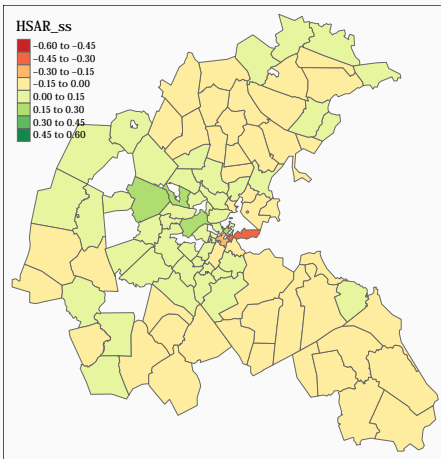 HSAR_ss
-0.60 to -0.45
-0.45 to -0.30
-0.30 to -0.15
-0.15 to 0.00
0.00 to 0.15
0.15 to 0.30
0.30 to 0.45
0.45 to 0.60